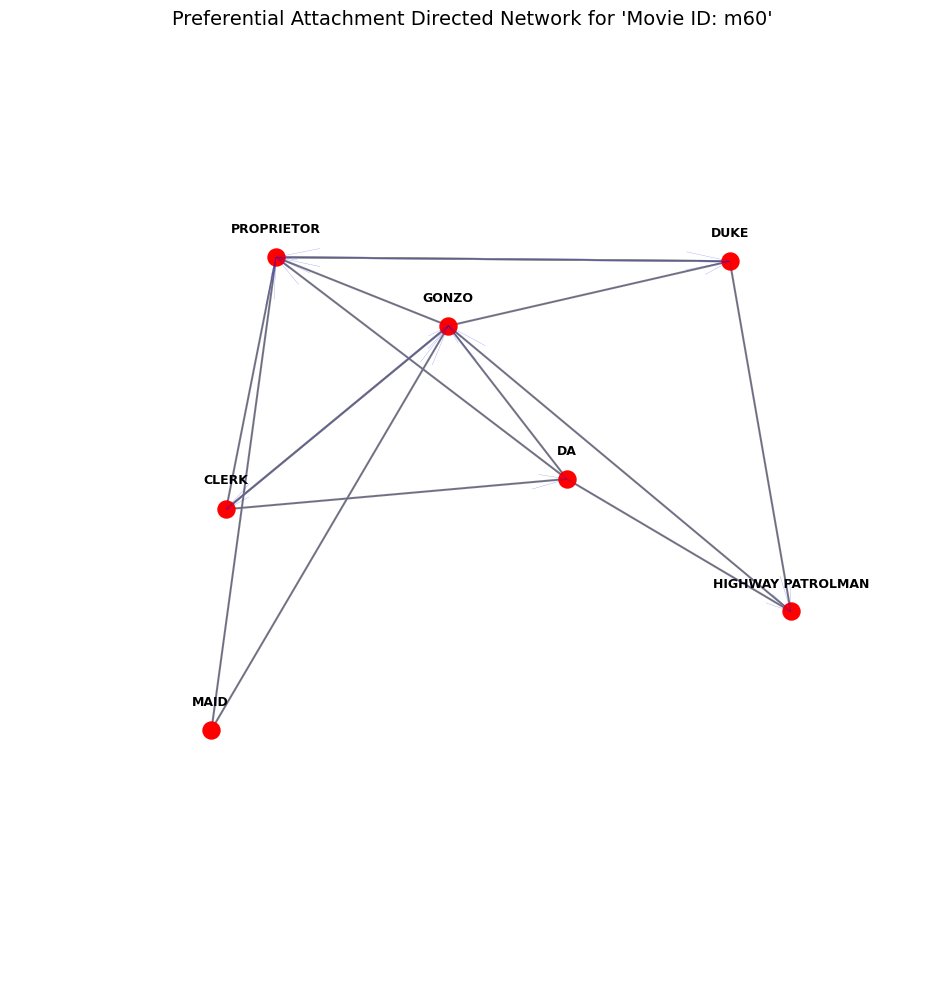 Preferential Attachment Directed Network for 'Movie ID: m60'
PROPRIETOR
DUKE
GONZO
DA
CLERK
HIGHWAY PATROLMAN
MAID